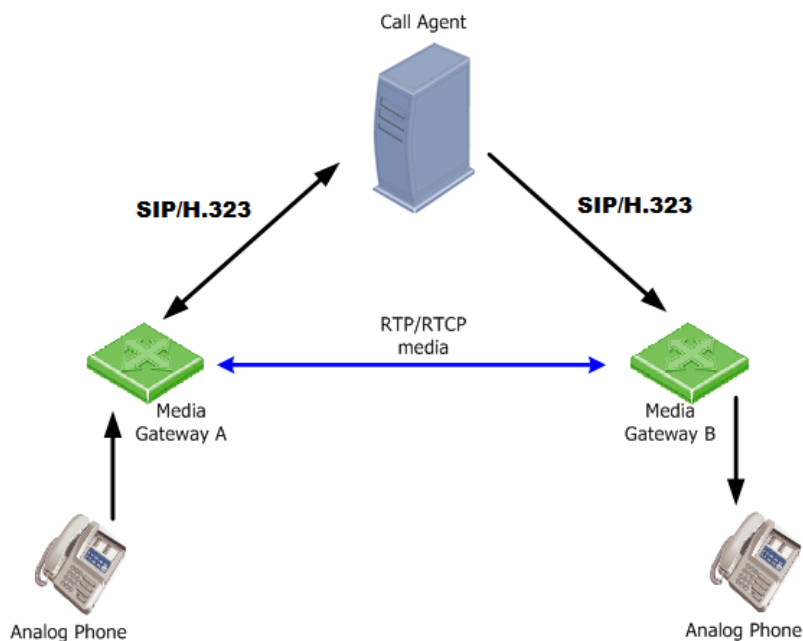 Call Agent
SIP/H.323
SIP/H.323
RTP/RTCP
media
Media
Gateway A
Media
Gateway B
Analog Phone
Analog Phone